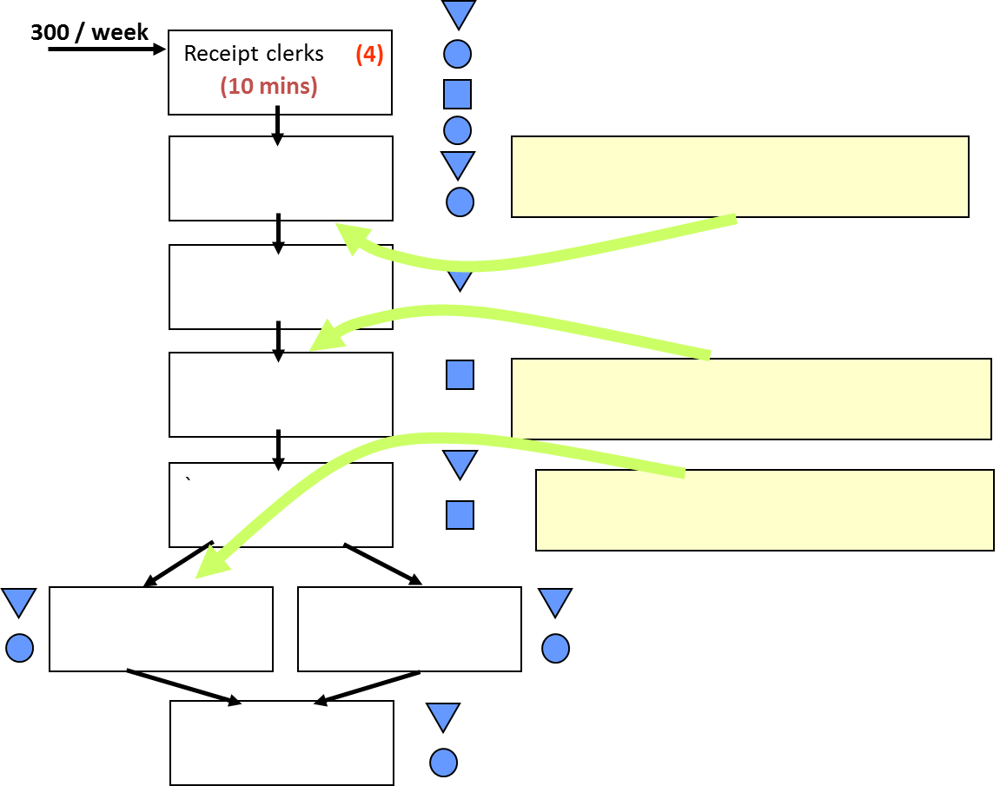 300 / week
Receipt clerks (4)
(10 mins)
`